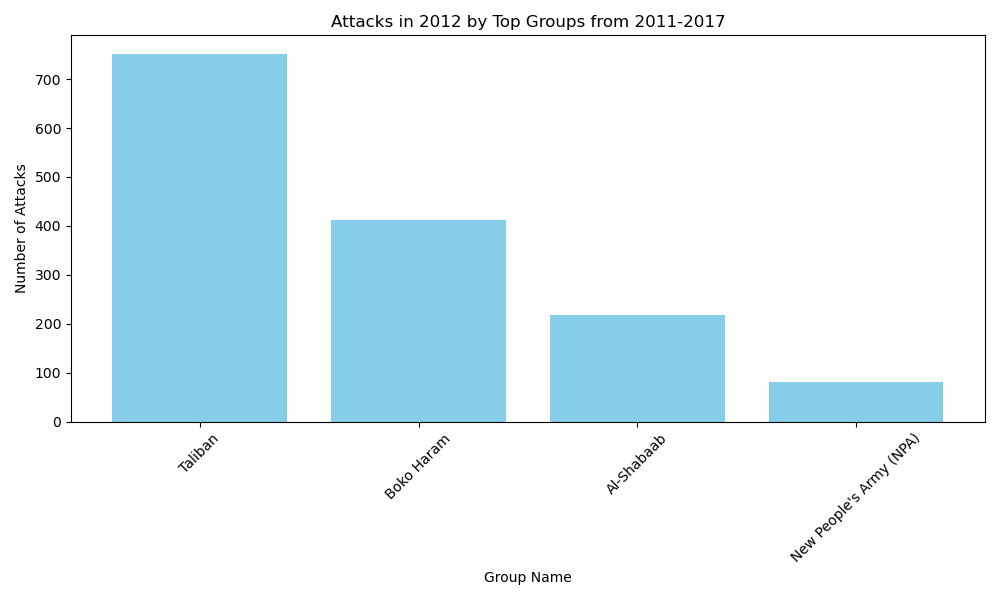 Attacks in 2012 by Top Groups from 2011-2017
Number of Attacks
700
600
500
400
300
200
100
0
Taliban
Boko Haram
Al-Shabaab
New People's Army (NPA)
Group Name